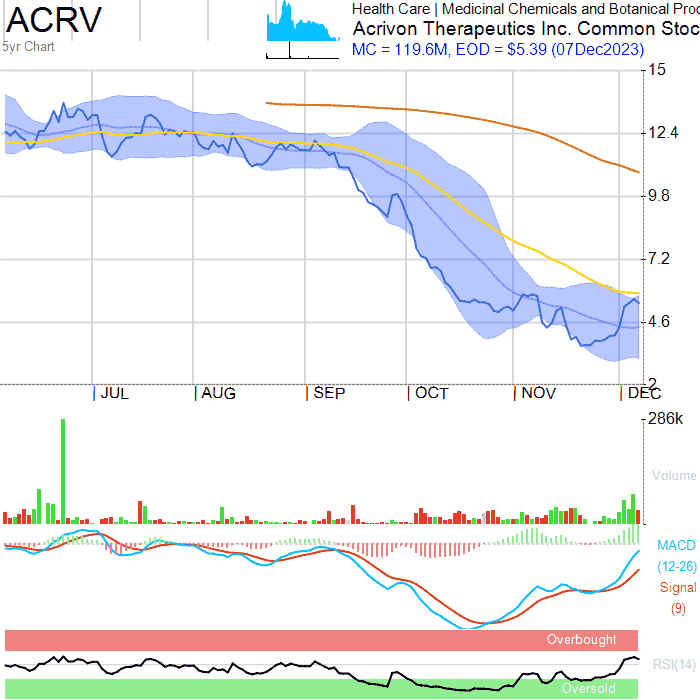 ACRV
5yr Chart
Health Care | Medicinal Chemicals and Botanical Pro
Acrivon Therapeutics Inc. Common Stoc
MC = 119.6M, EOD = $5.39 (07Dec2023)
15
12.4
9.8
7.2
4.6
2
JUL AUG SEP OCT NOV DEC
286k
Volume
MACD
(12-26)
Signal
(9)
Overbought
RSI(14)
Oversold